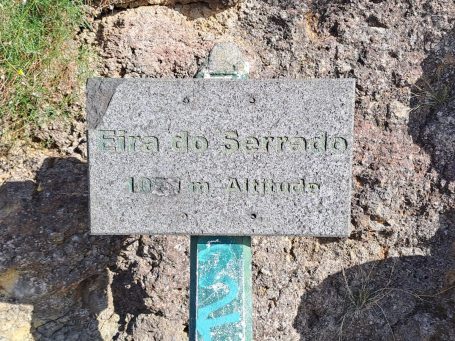 Eira do Serrado
m Altitude